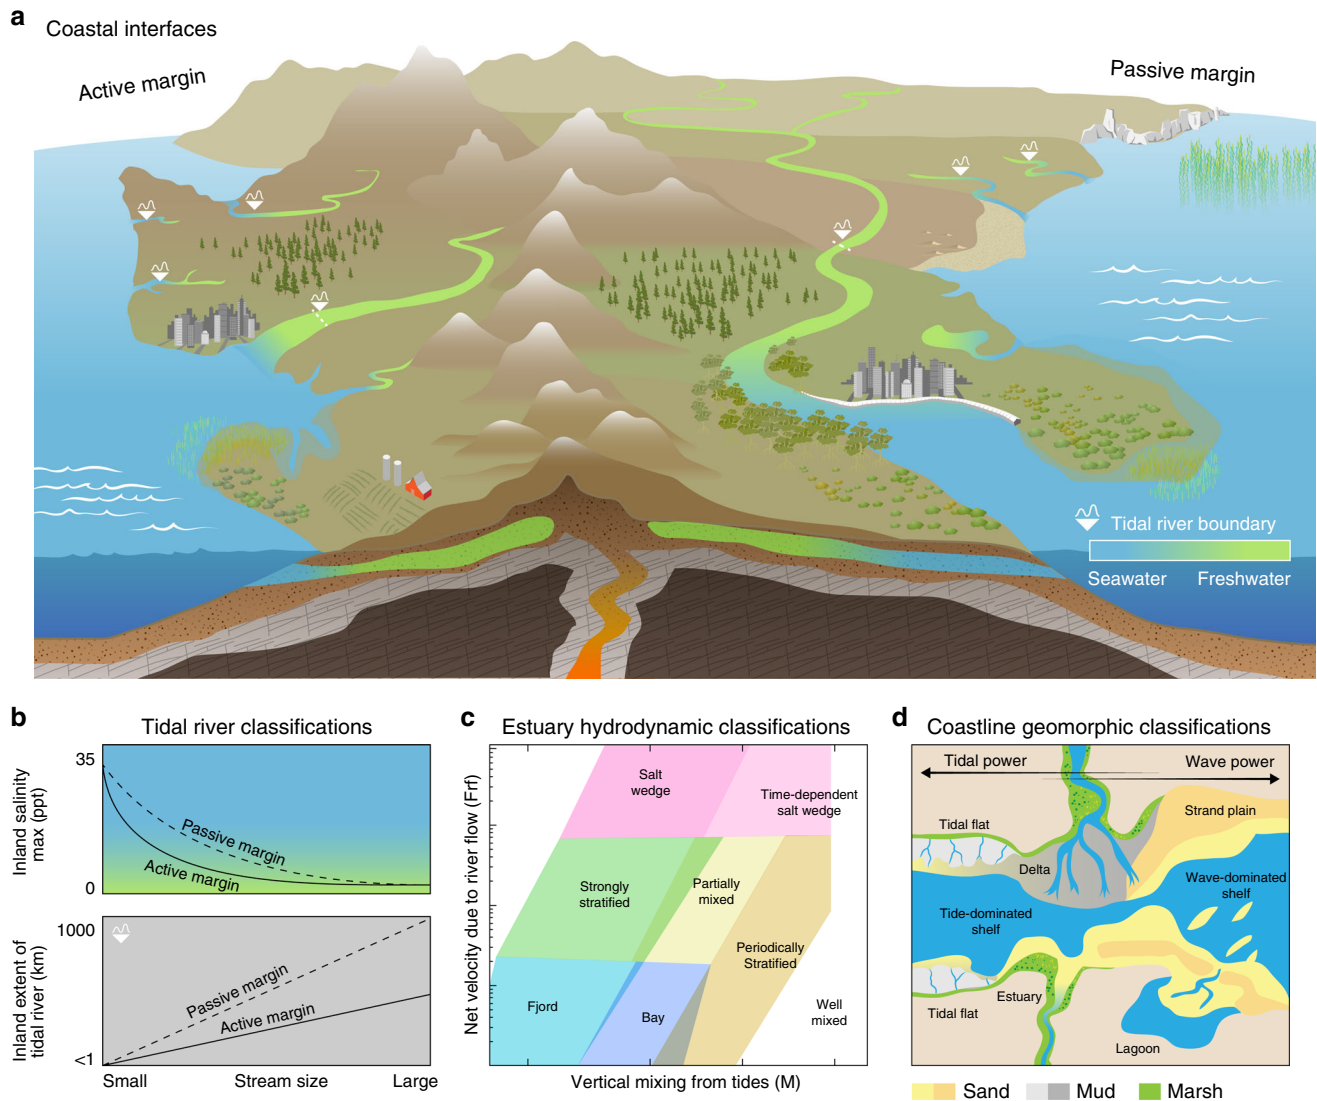 a
Coastal interfaces
Active margin
Passive margin
Tidal river boundary
Seawater Freshwater
b
Tidal river classifications
35
Inland salinity
max (ppt)
Passive margin
Active margin
0
1000
Inland extent of
tidal river (km)
Passive margin
Active margin
<1
Small Stream size Large
c
Estuary hydrodynamic classifications
Net velocity due to river flow (Frf)
Salt
wedge
Time-dependent
salt wedge
Strongly
stratified
Partially
mixed
Periodically
Stratified
Fjord
Bay
Well
mixed
Vertical mixing from tides (M)
d
Coastline geomorphic classifications
Tidal power
Wave power
Strand plain
Tidal flat
Delta
Wave-dominated
shelf
Tide-dominated
shelf
Estuary
Tidal flat
Lagoon
Sand Mud Marsh